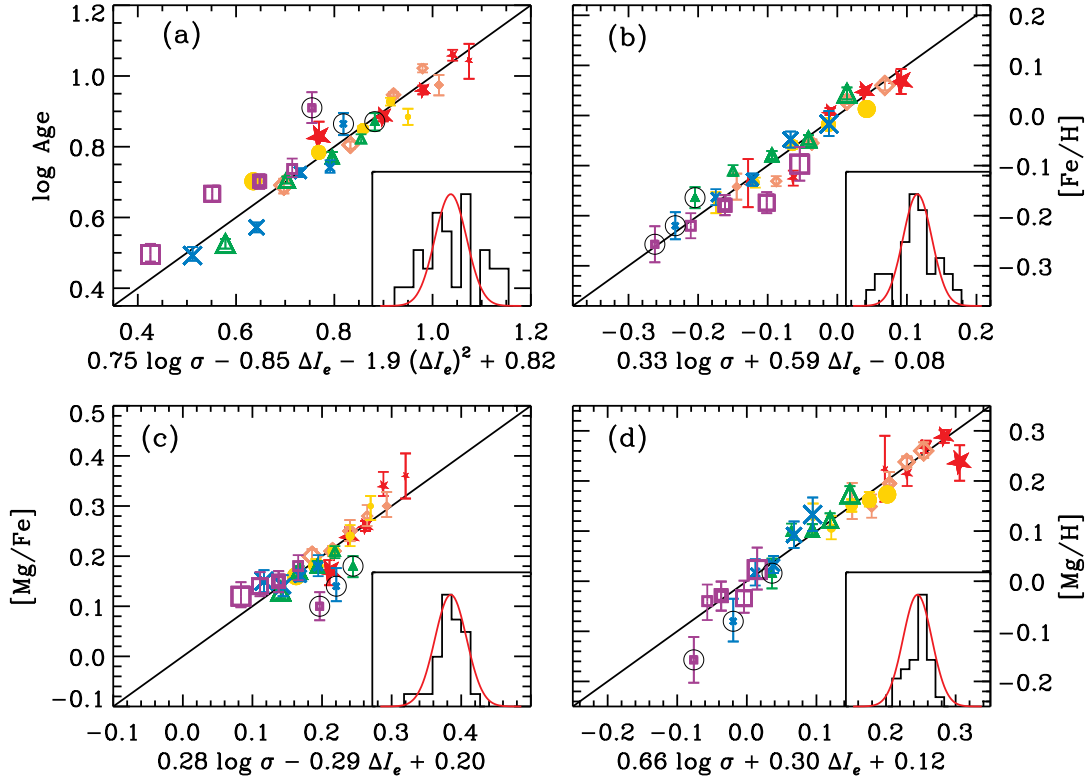 (a)
1.2
1.0
0.8
0.6
0.4
log Age
0.4 0.6 0.8 1.0 1.2
0.75 log σ − 0.85 ΔIe − 1.9 (ΔIe)² + 0.82
(b)
0.2
0.1
0.0
−0.1
−0.2
−0.3
[Fe/H]
−0.3 −0.2 −0.1 0.0 0.1 0.2
0.33 log σ + 0.59 ΔIe − 0.08
(c)
0.5
0.4
0.3
0.2
0.1
0.0
−0.1
[Mg/Fe]
−0.1 0.0 0.1 0.2 0.3 0.4
0.28 log σ − 0.29 ΔIe + 0.20
(d)
0.3
0.2
0.1
0.0
−0.1
−0.2
[Mg/H]
−0.2 −0.1 0.0 0.1 0.2 0.3
0.66 log σ + 0.30 ΔIe + 0.12